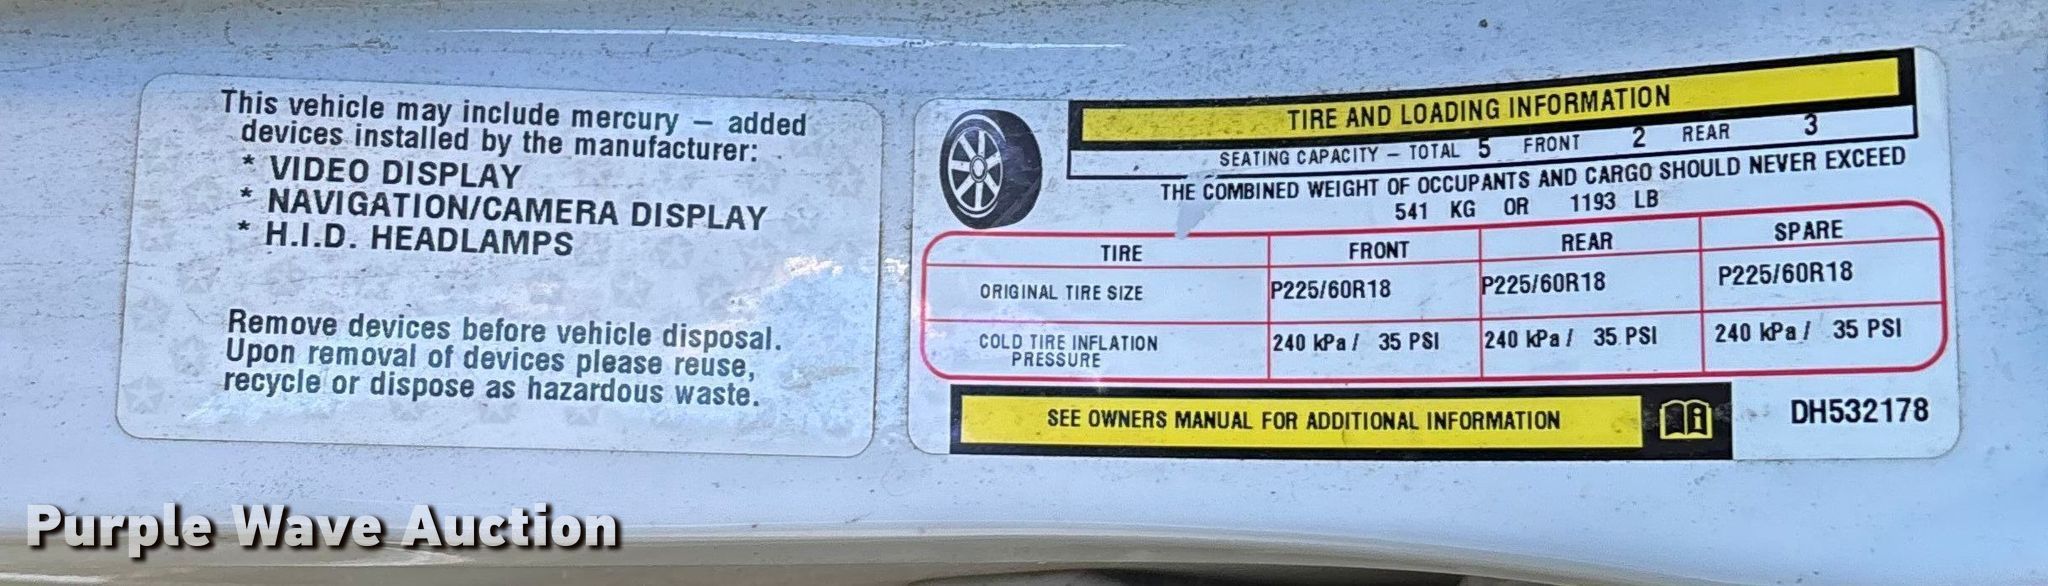 This vehicle may include mercury – added
devices installed by the manufacturer:
* VIDEO DISPLAY
* NAVIGATION/CAMERA DISPLAY
* H.I.D. HEADLAMPS
Remove devices before vehicle disposal.
Upon removal of devices please reuse,
recycle or dispose as hazardous waste.
TIRE AND LOADING INFORMATION
SEATING CAPACITY – TOTAL 5 FRONT 2 REAR 3
THE COMBINED WEIGHT OF OCCUPANTS AND CARGO SHOULD NEVER EXCEED
541 KG OR 1193 LB
TIRE FRONT REAR SPARE
ORIGINAL TIRE SIZE P225/60R18 P225/60R18 P225/60R18
COLD TIRE INFLATION
PRESSURE 240 kPa / 35 PSI 240 kPa / 35 PSI 240 kPa / 35 PSI
SEE OWNERS MANUAL FOR ADDITIONAL INFORMATION
DH532178
Purple Wave Auction